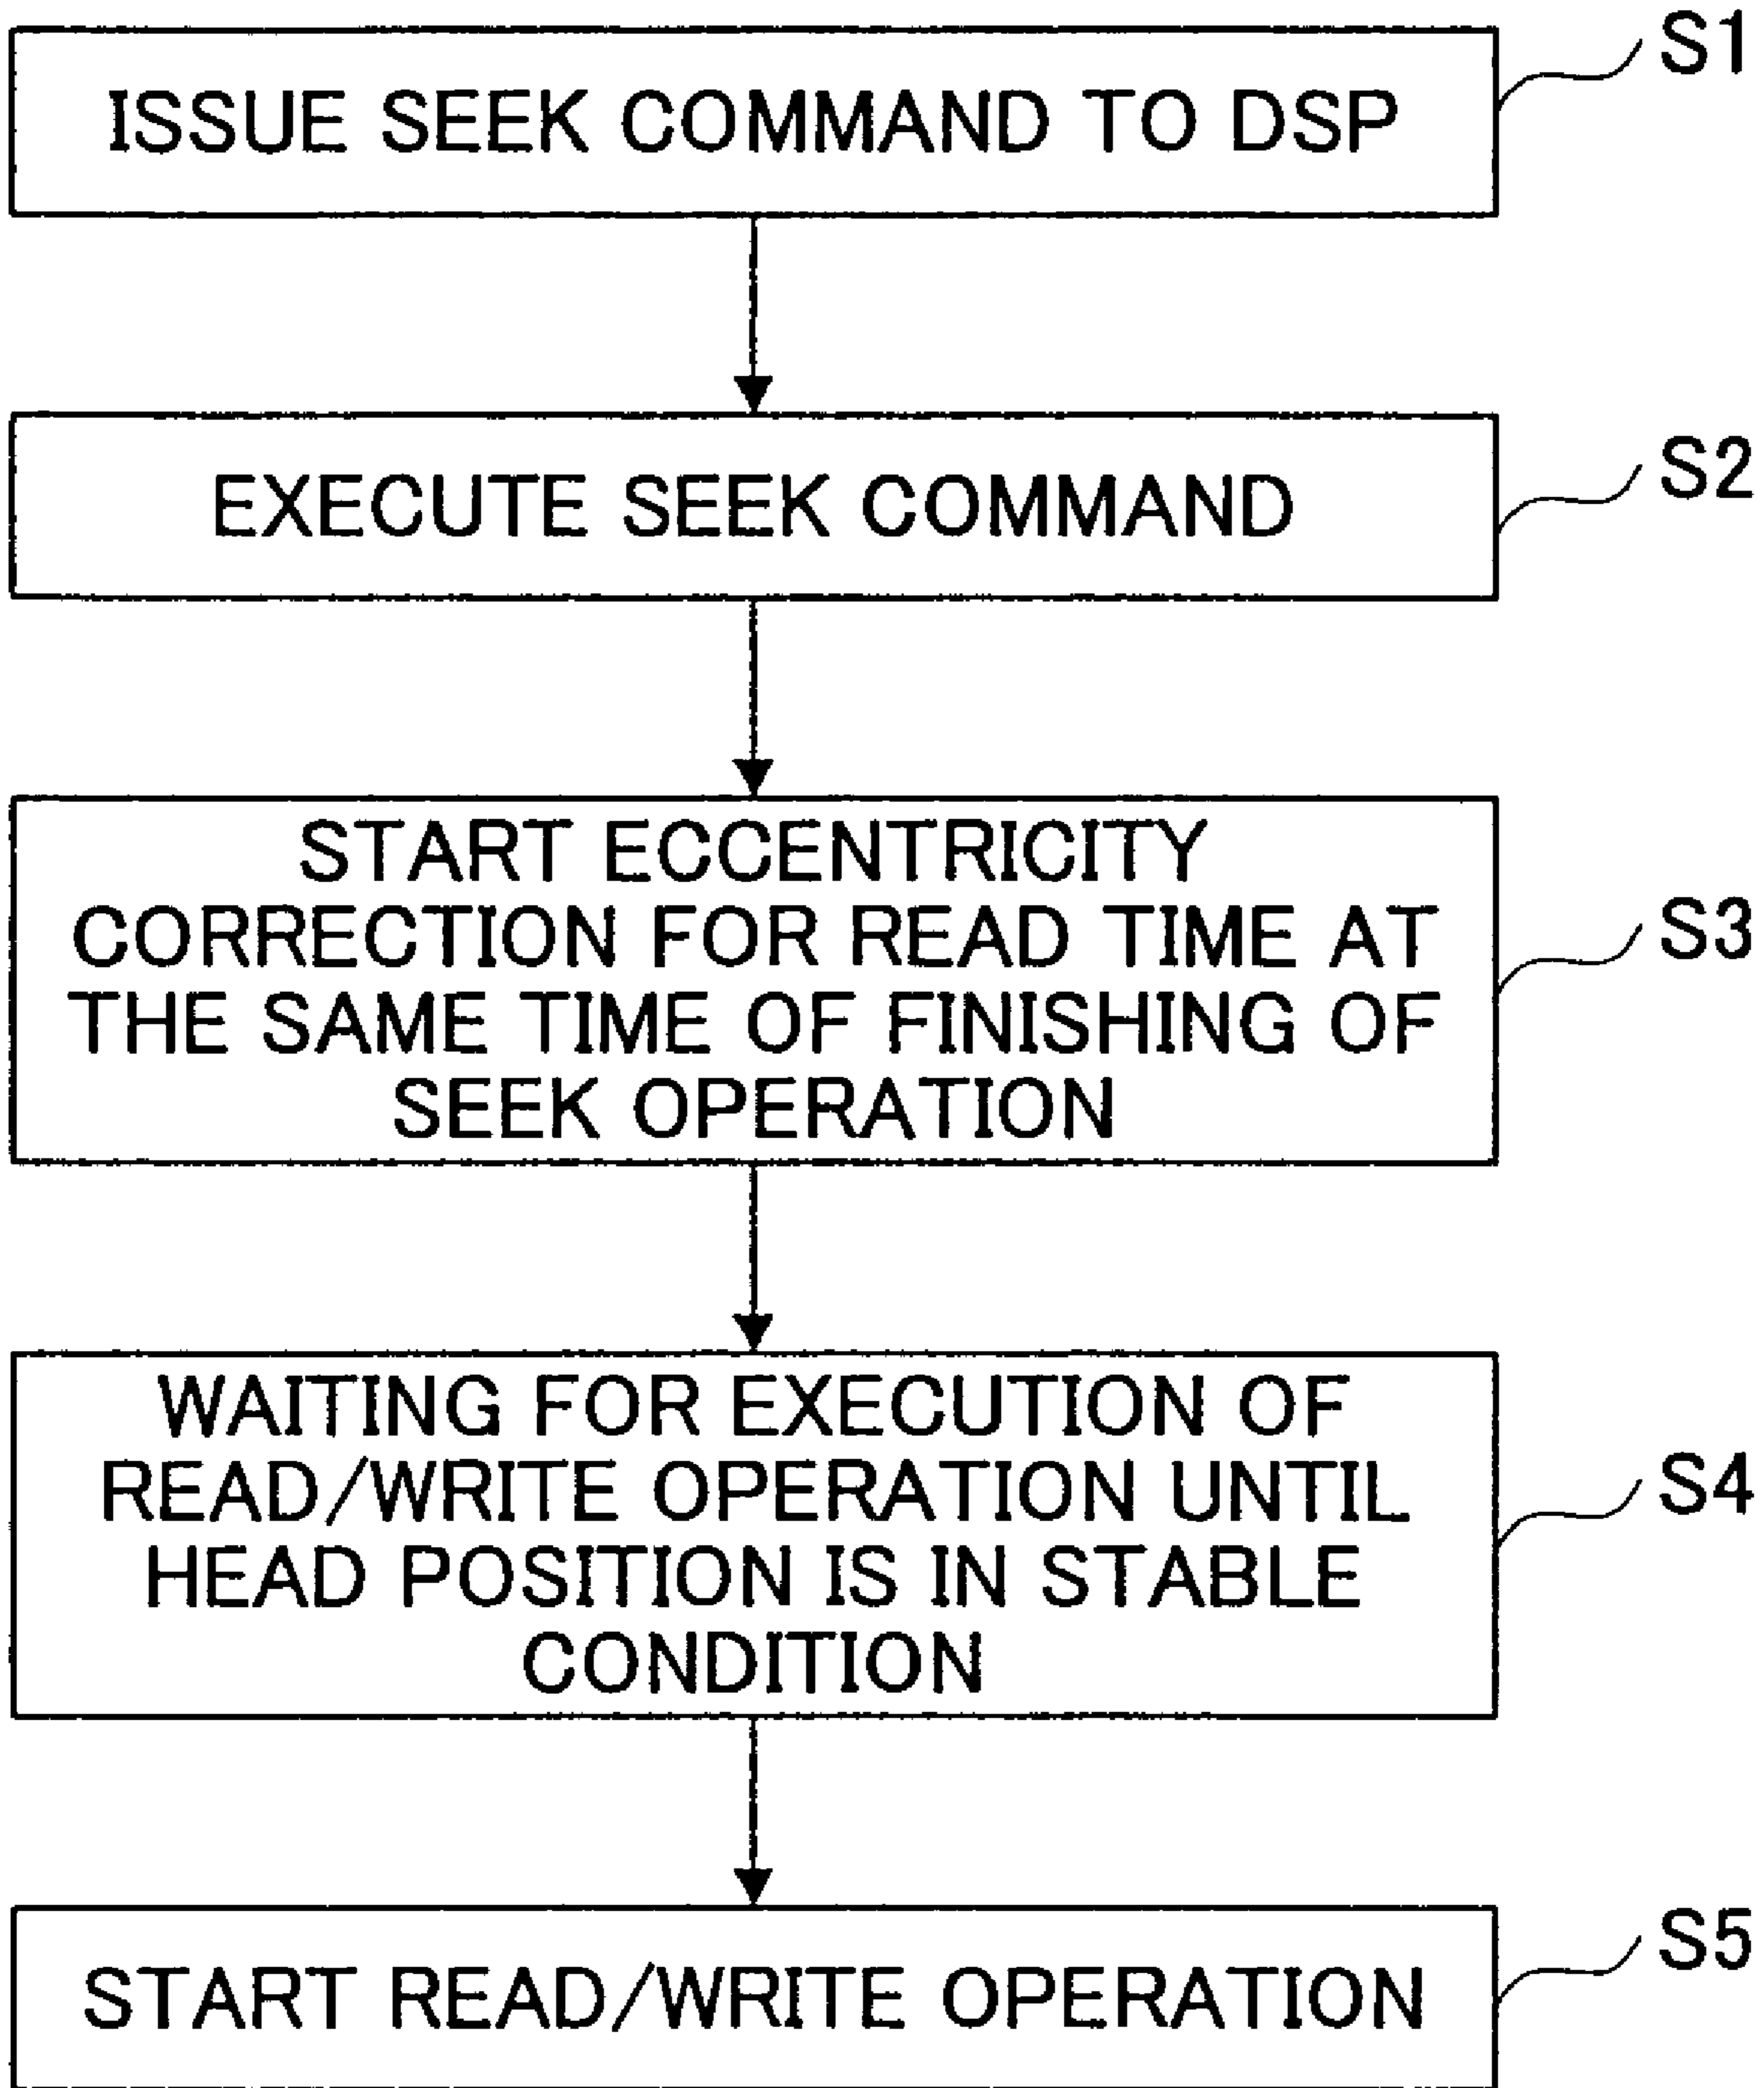 S1
ISSUE SEEK COMMAND TO DSP
S2
EXECUTE SEEK COMMAND
START ECCENTRICITY
CORRECTION FOR READ TIME AT
S3
THE SAME TIME OF FINISHING OF
SEEK OPERATION
WAITING FOR EXECUTION OF
READ/WRITE OPERATION UNTIL
S4
HEAD POSITION IS IN STABLE
CONDITION
S5
START READ/WRITE OPERATION